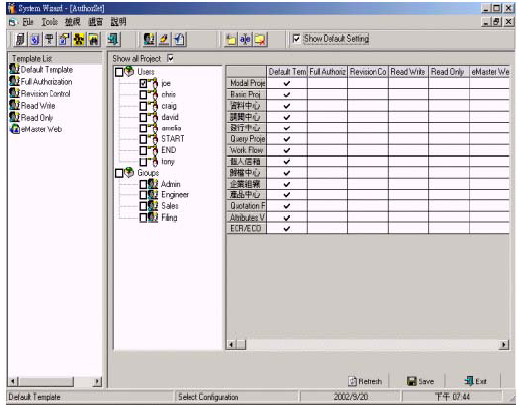 System Wizard - [AuthorSet]
File Tools 檢視 視窗 說明
Show Default Setting
Template List
Default Template
Full Authorization
Revision Control
Read Write
Read Only
eMaster Web
Show all Project
Users
joe
chris
craig
david
amelia
START
END
tony
Groups
Admin
Engineer
Sales
Filing
Default Tem Full Authoriz Revision Co Read Write Read Only eMaster We
Modal Proje
Basic Proj
資料中心
調閱中心
發行中心
Query Proje
Work Flow
個人信箱
歸檔中心
企業組織
產品中心
Quotation F
Attributes V
ECR/ECO
Refresh Save Exit
Default Template Select Configuration 2002/9/20 下午 07:44